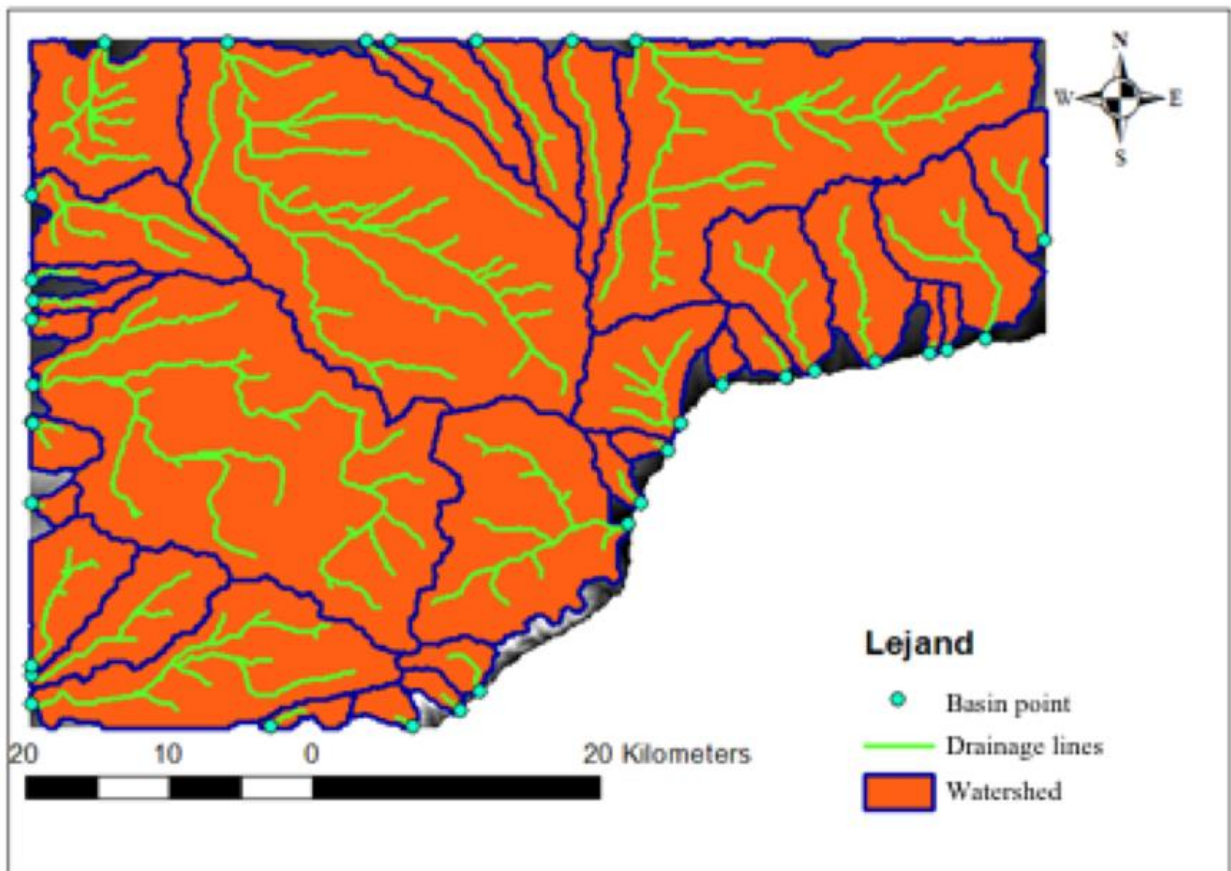 N
W E
S
Lejand
Basin point
Drainage lines
Watershed
20 10 0 20 Kilometers